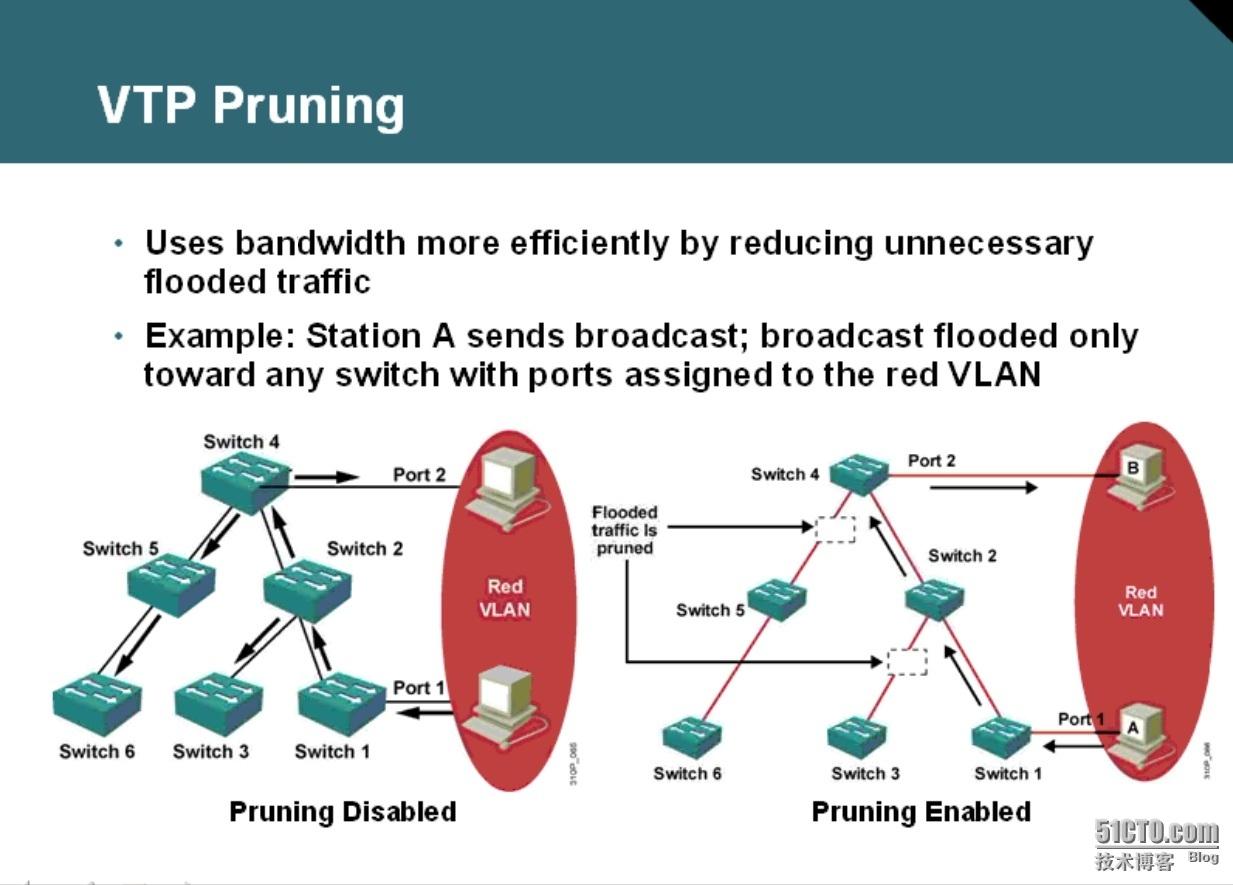 VTP Pruning
• Uses bandwidth more efficiently by reducing unnecessary
flooded traffic
• Example: Station A sends broadcast; broadcast flooded only
toward any switch with ports assigned to the red VLAN
Switch 4
Port 2
Switch 5
Switch 2
Red
VLAN
Port 1
Switch 6
Switch 3
Switch 1
Pruning Disabled
Switch 4
Port 2
B
Flooded
traffic Is
pruned
Switch 2
Switch 5
Red
VLAN
Port 1
A
Switch 6
Switch 3
Switch 1
Pruning Enabled
51CTO.com
技术博客 Blog